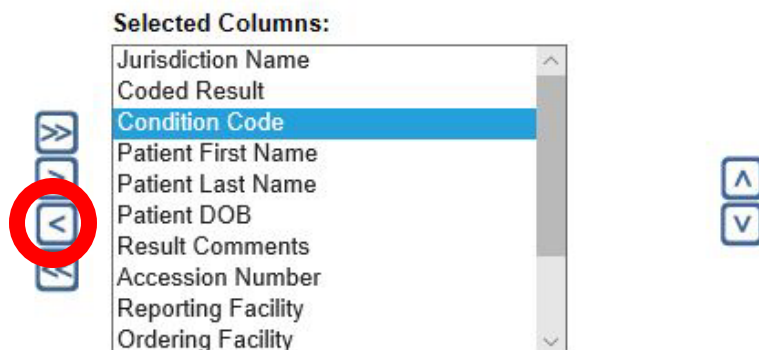 Selected Columns:
Jurisdiction Name
Coded Result
Condition Code
Patient First Name
Patient Last Name
Patient DOB
Result Comments
Accession Number
Reporting Facility
Ordering Facility
>>
>
<
<<